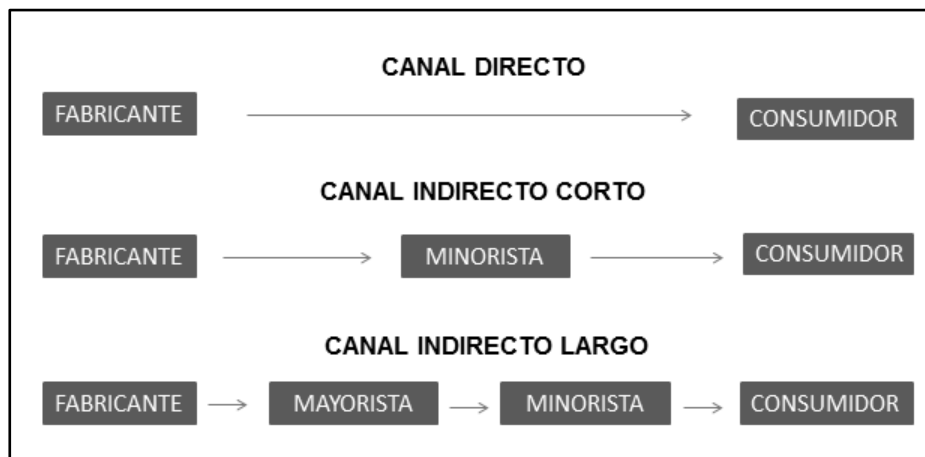 CANAL DIRECTO
FABRICANTE CONSUMIDOR
CANAL INDIRECTO CORTO
FABRICANTE MINORISTA CONSUMIDOR
CANAL INDIRECTO LARGO
FABRICANTE MAYORISTA MINORISTA CONSUMIDOR